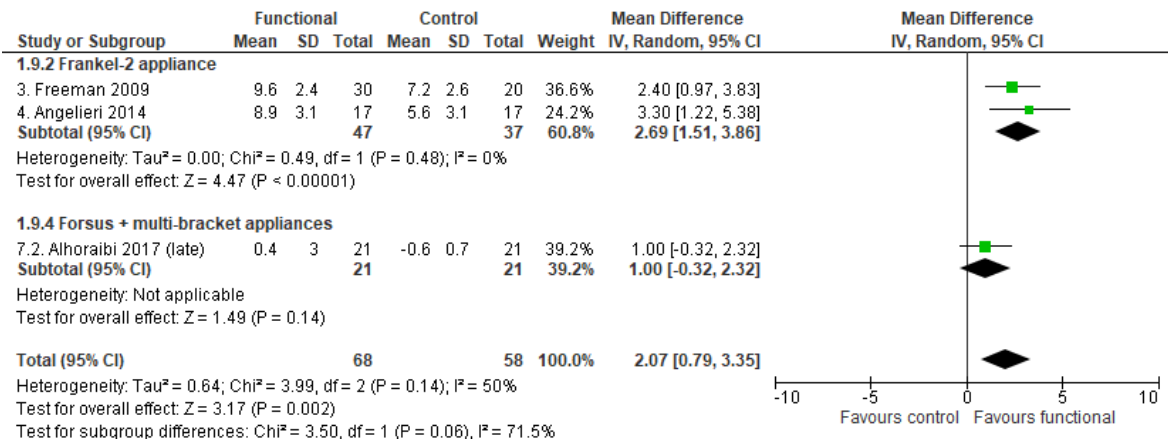 Functional Control Mean Difference Mean Difference
Study or Subgroup Mean SD Total Mean SD Total Weight IV, Random, 95% CI IV, Random, 95% CI
1.9.2 Frankel-2 appliance
3. Freeman 2009 9.6 2.4 30 7.2 2.6 20 36.6% 2.40 [0.97, 3.83]
4. Angelieri 2014 8.9 3.1 17 5.6 3.1 17 24.2% 3.30 [1.22, 5.38]
Subtotal (95% CI) 47 37 60.8% 2.69 [1.51, 3.86]
Heterogeneity: Tau² = 0.00; Chi² = 0.49, df = 1 (P = 0.48); I² = 0%
Test for overall effect: Z = 4.47 (P < 0.00001)
1.9.4 Forsus + multi-bracket appliances
7.2. Alhoraibi 2017 (late) 0.4 3 21 -0.6 0.7 21 39.2% 1.00 [-0.32, 2.32]
Subtotal (95% CI) 21 21 39.2% 1.00 [-0.32, 2.32]
Heterogeneity: Not applicable
Test for overall effect: Z = 1.49 (P = 0.14)
Total (95% CI) 68 58 100.0% 2.07 [0.79, 3.35]
Heterogeneity: Tau² = 0.64; Chi² = 3.99, df = 2 (P = 0.14); I² = 50%
Test for overall effect: Z = 3.17 (P = 0.002)
Test for subgroup differences: Chi² = 3.50, df = 1 (P = 0.06), I² = 71.5%
-10 -5 0 5 10
Favours control Favours functional